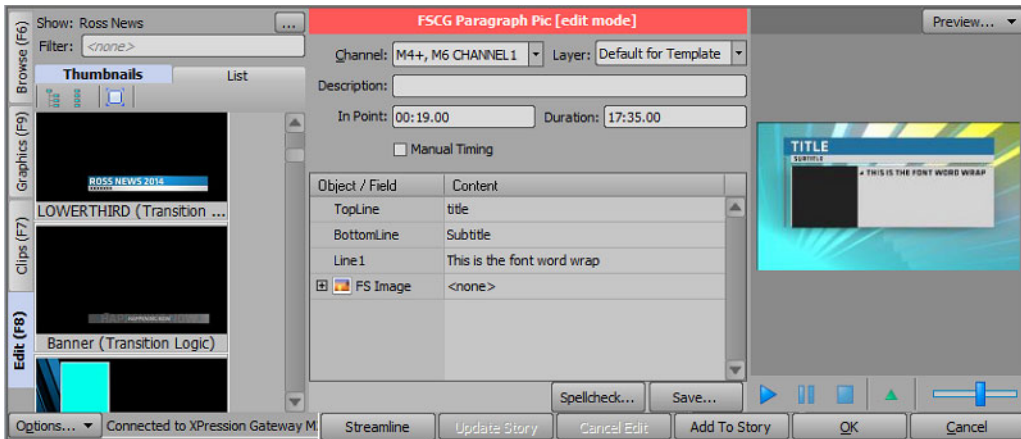 Browse (F6)
Graphics (F9)
Clips (F7)
Edit (F8)
Show: Ross News
...
Filter: <none>
Thumbnails
List
ROSS NEWS 2014
LOWERTHIRD (Transition ...
Banner (Transition Logic)
Options...
Connected to XPression Gateway M
FSCG Paragraph Pic [edit mode]
Channel: M4+, M6 CHANNEL1
Layer: Default for Template
Description:
In Point: 00:19.00
Duration: 17:35.00
Manual Timing
Object / Field
Content
TopLine
title
BottomLine
Subtitle
Line1
This is the font word wrap
FS Image
<none>
Spellcheck...
Save...
Streamline
Update Story
Cancel Edit
Add To Story
OK
Cancel
Preview...
TITLE
SUBTITLE
THIS IS THE FONT WORD WRAP